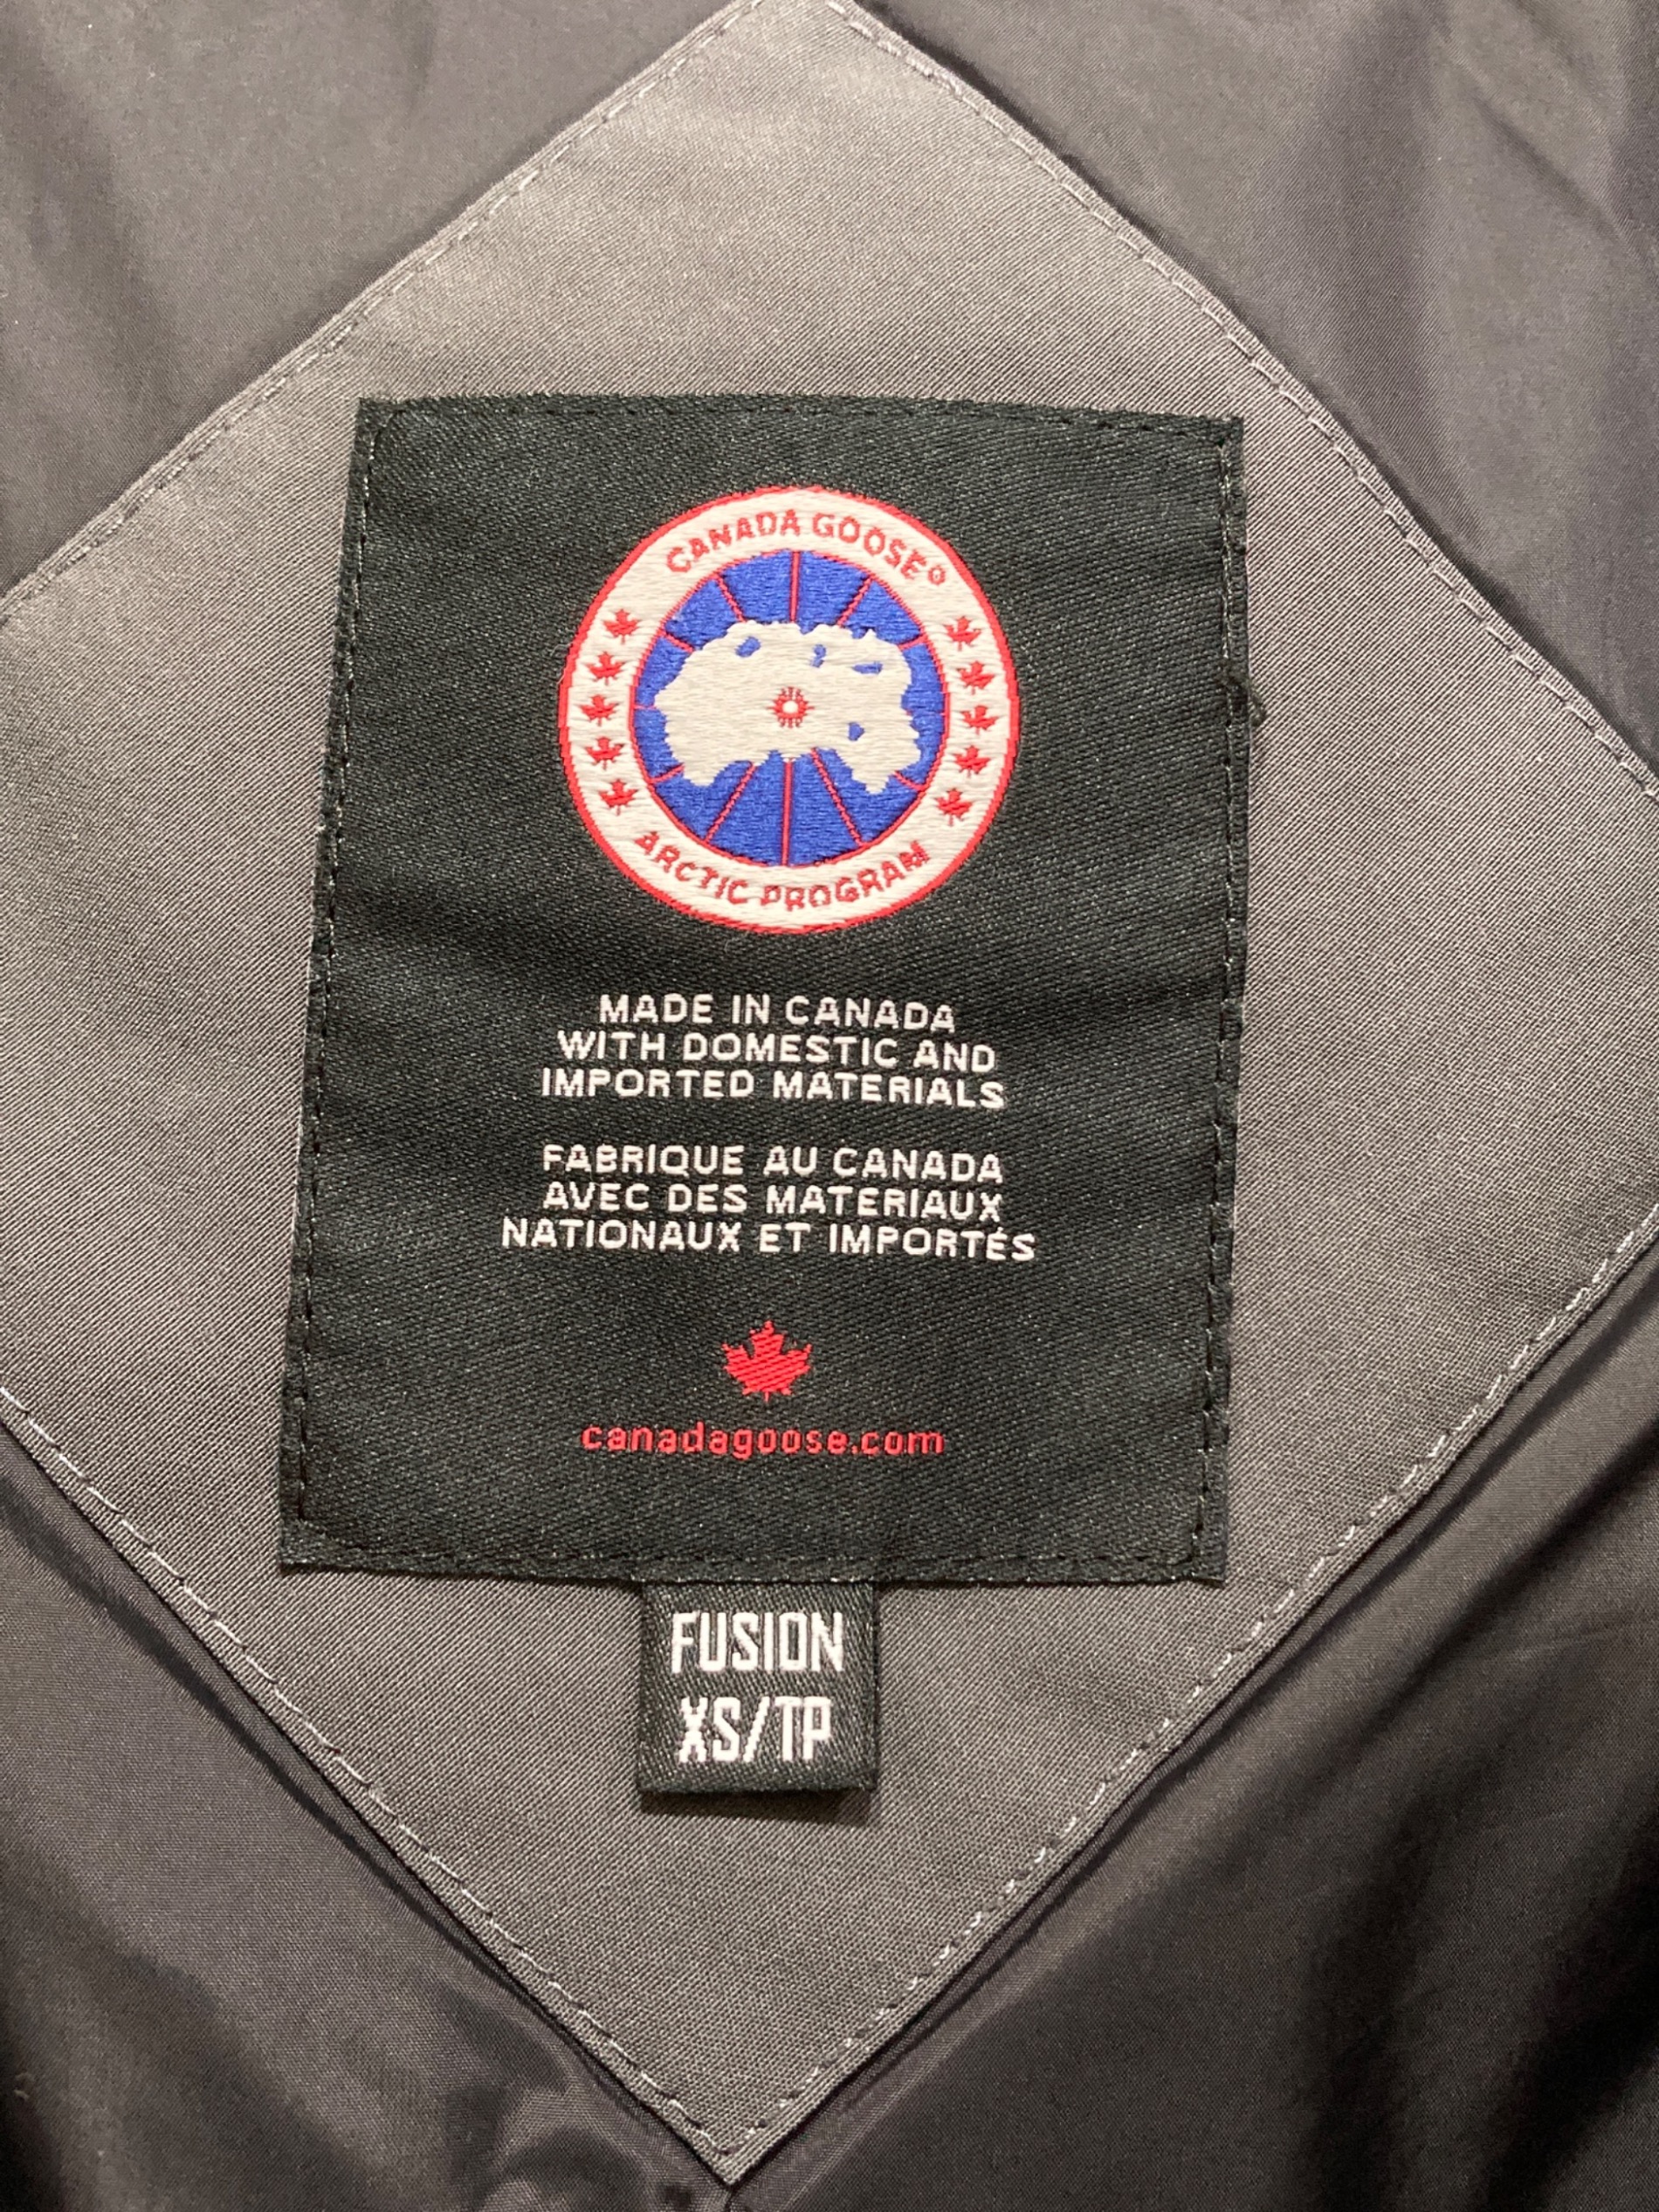 CANADA GOOSE®
ARCTIC PROGRAM
MADE IN CANADA
WITH DOMESTIC AND
IMPORTED MATERIALS
FABRIQUE AU CANADA
AVEC DES MATERIAUX
NATIONAUX ET IMPORTÉS
canadagoose.com
FUSION
XS/TP